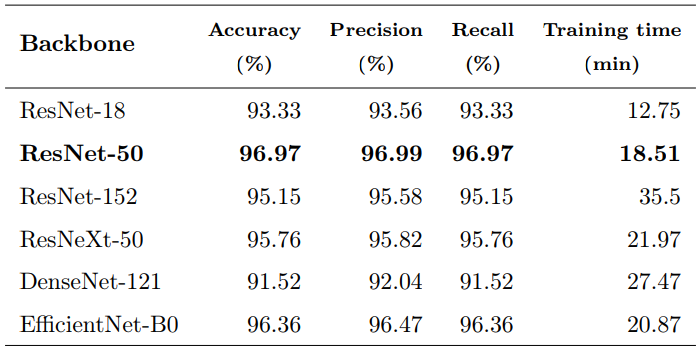 Backbone Accuracy (%) Precision (%) Recall (%) Training time (min)
ResNet-18 93.33 93.56 93.33 12.75
ResNet-50 96.97 96.99 96.97 18.51
ResNet-152 95.15 95.58 95.15 35.5
ResNeXt-50 95.76 95.82 95.76 21.97
DenseNet-121 91.52 92.04 91.52 27.47
EfficientNet-B0 96.36 96.47 96.36 20.87